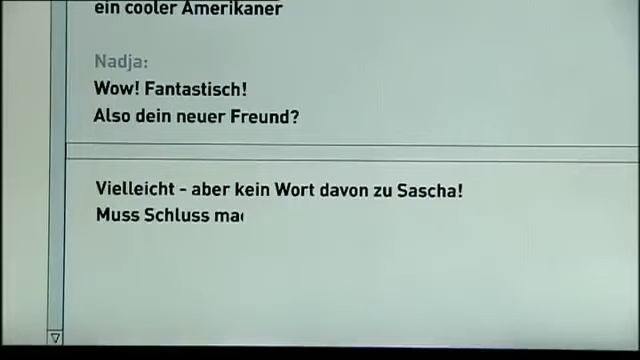 ein cooler Amerikaner
Nadja:
Wow! Fantastisch!
Also dein neuer Freund?
Vielleicht - aber kein Wort davon zu Sascha!
Muss Schluss mac